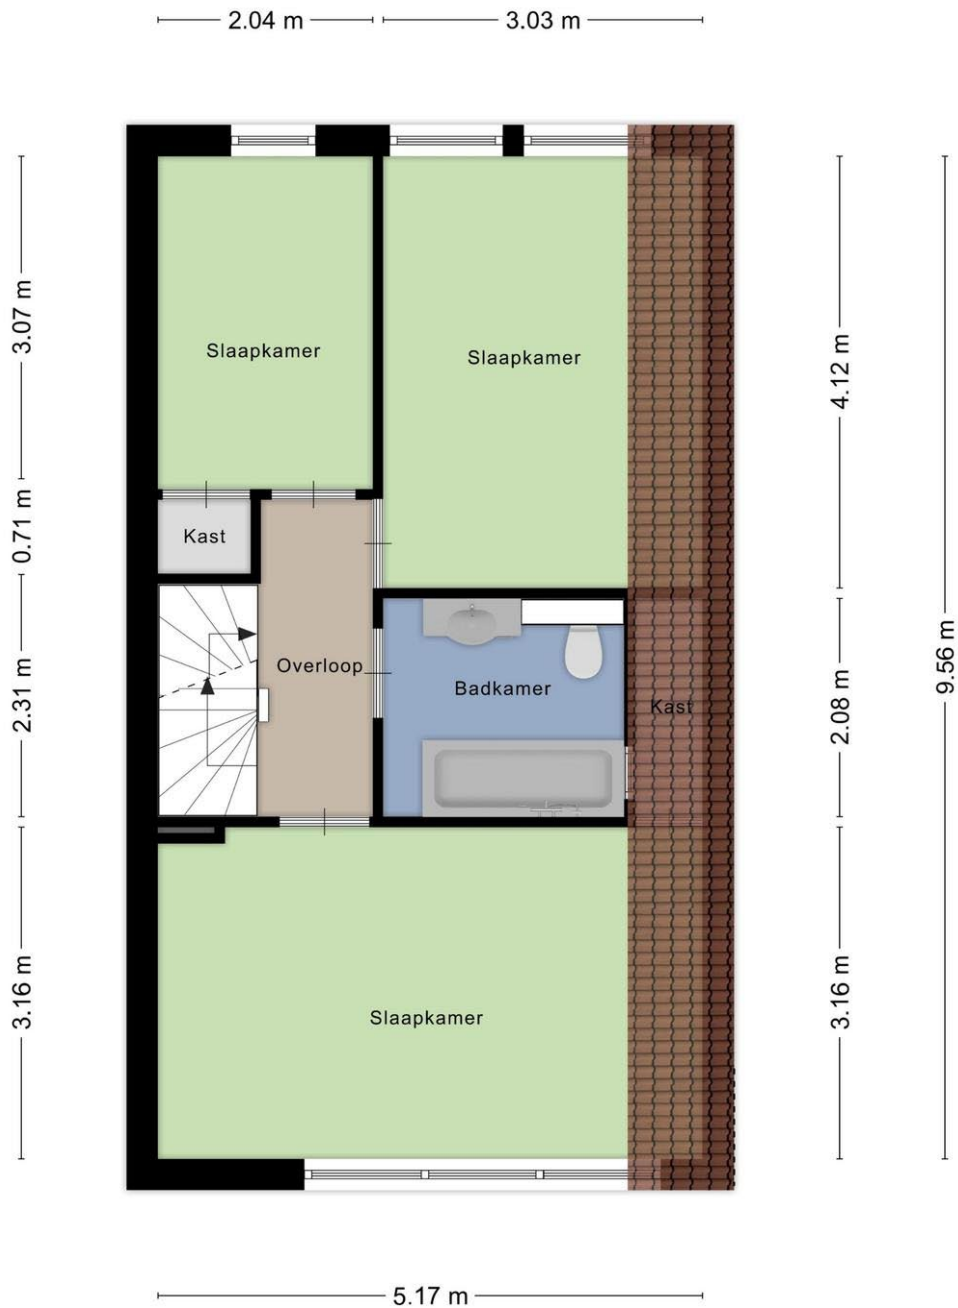 2.04 m
3.03 m
3.07 m
0.71 m
2.31 m
3.16 m
Slaapkamer
Slaapkamer
Kast
Overloop
Badkamer
Kast
Slaapkamer
4.12 m
2.08 m
3.16 m
9.56 m
5.17 m